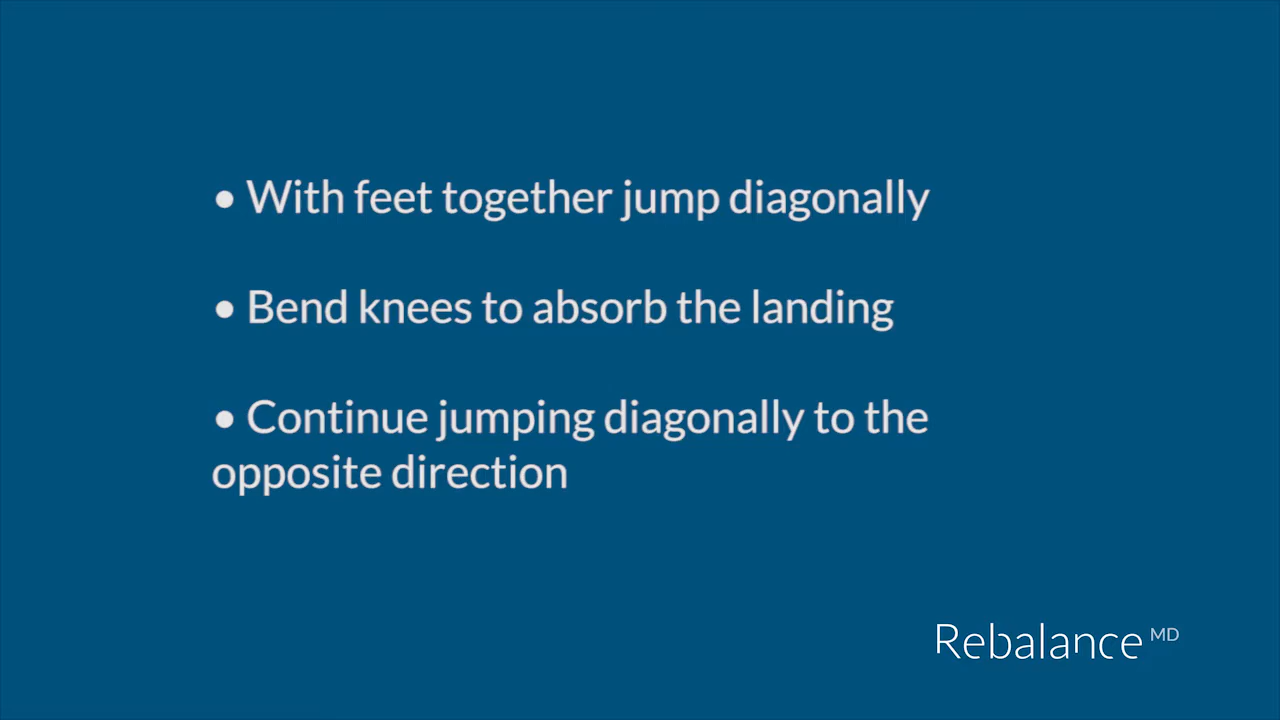 • With feet together jump diagonally
• Bend knees to absorb the landing
• Continue jumping diagonally to the
opposite direction
Rebalance MD